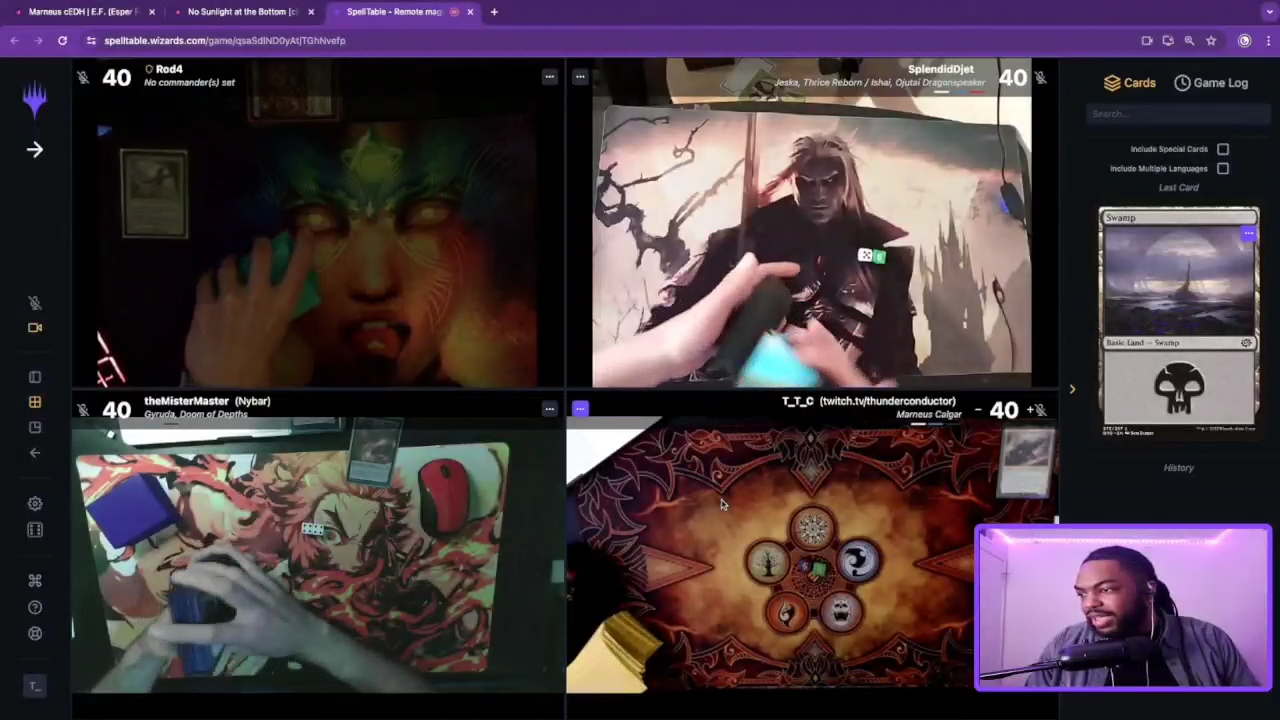 Marneus cEDH | E.F. (Esper F
No Sunlight at the Bottom [cl
SpellTable - Remote mag
spelltable.wizards.com/game/
40
Rod4
No commander(s) set
SplendidDjet
Jeska, Thrice Reborn / Ishai, Ojutai Dragonspeaker
40
Cards
Game Log
Search...
Include Special Cards
Include Multiple Languages
Last Card
Swamp
Basic Land — Swamp
History
40
theMisterMaster (Nybar)
Gyruda, Doom of Depths
T_T_C (twitch.tv/thunderconductor)
Marneus Calgar
- 40 +
T_